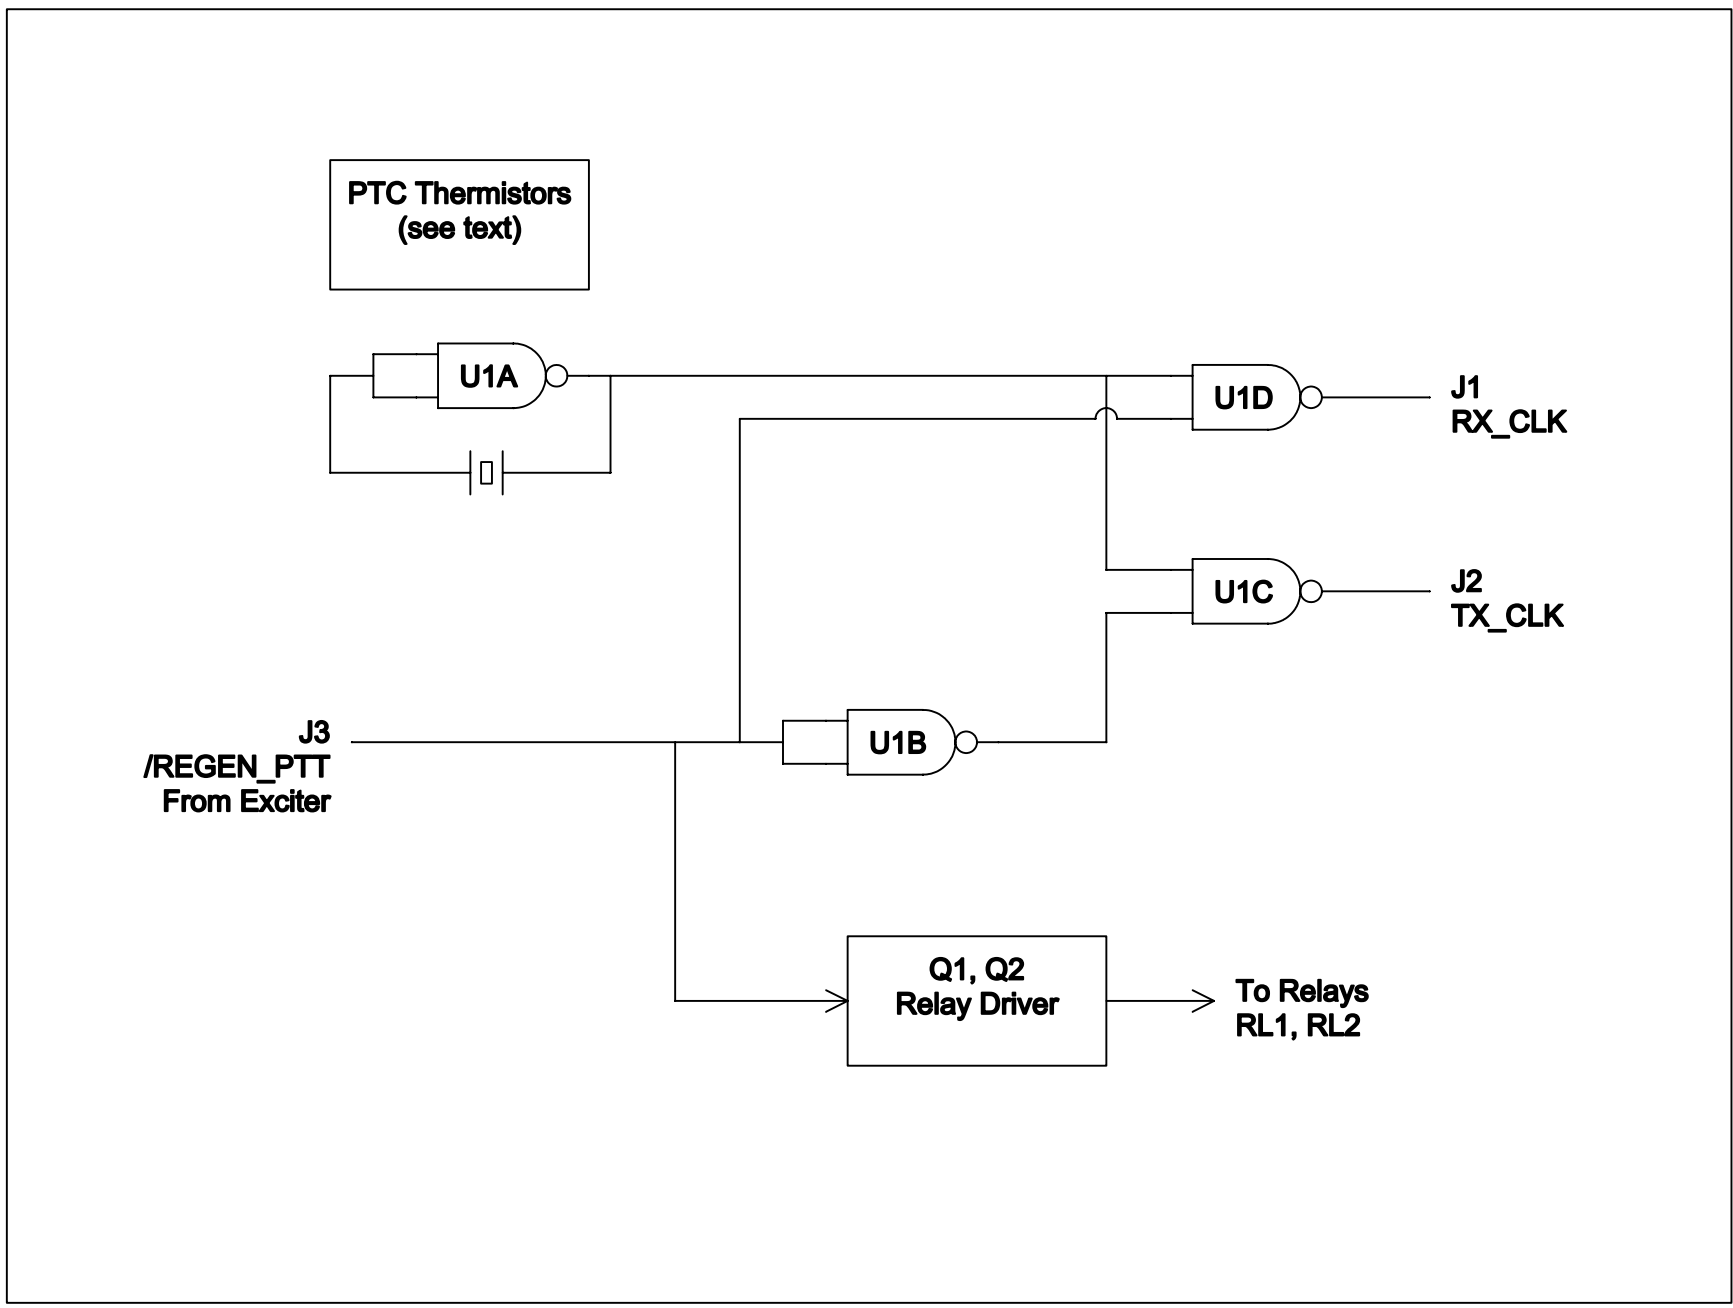 PTC Thermistors
(see text)
U1A
U1D
J1
RX_CLK
U1C
J2
TX_CLK
J3
/REGEN_PTT
From Exciter
U1B
Q1, Q2
Relay Driver
To Relays
RL1, RL2